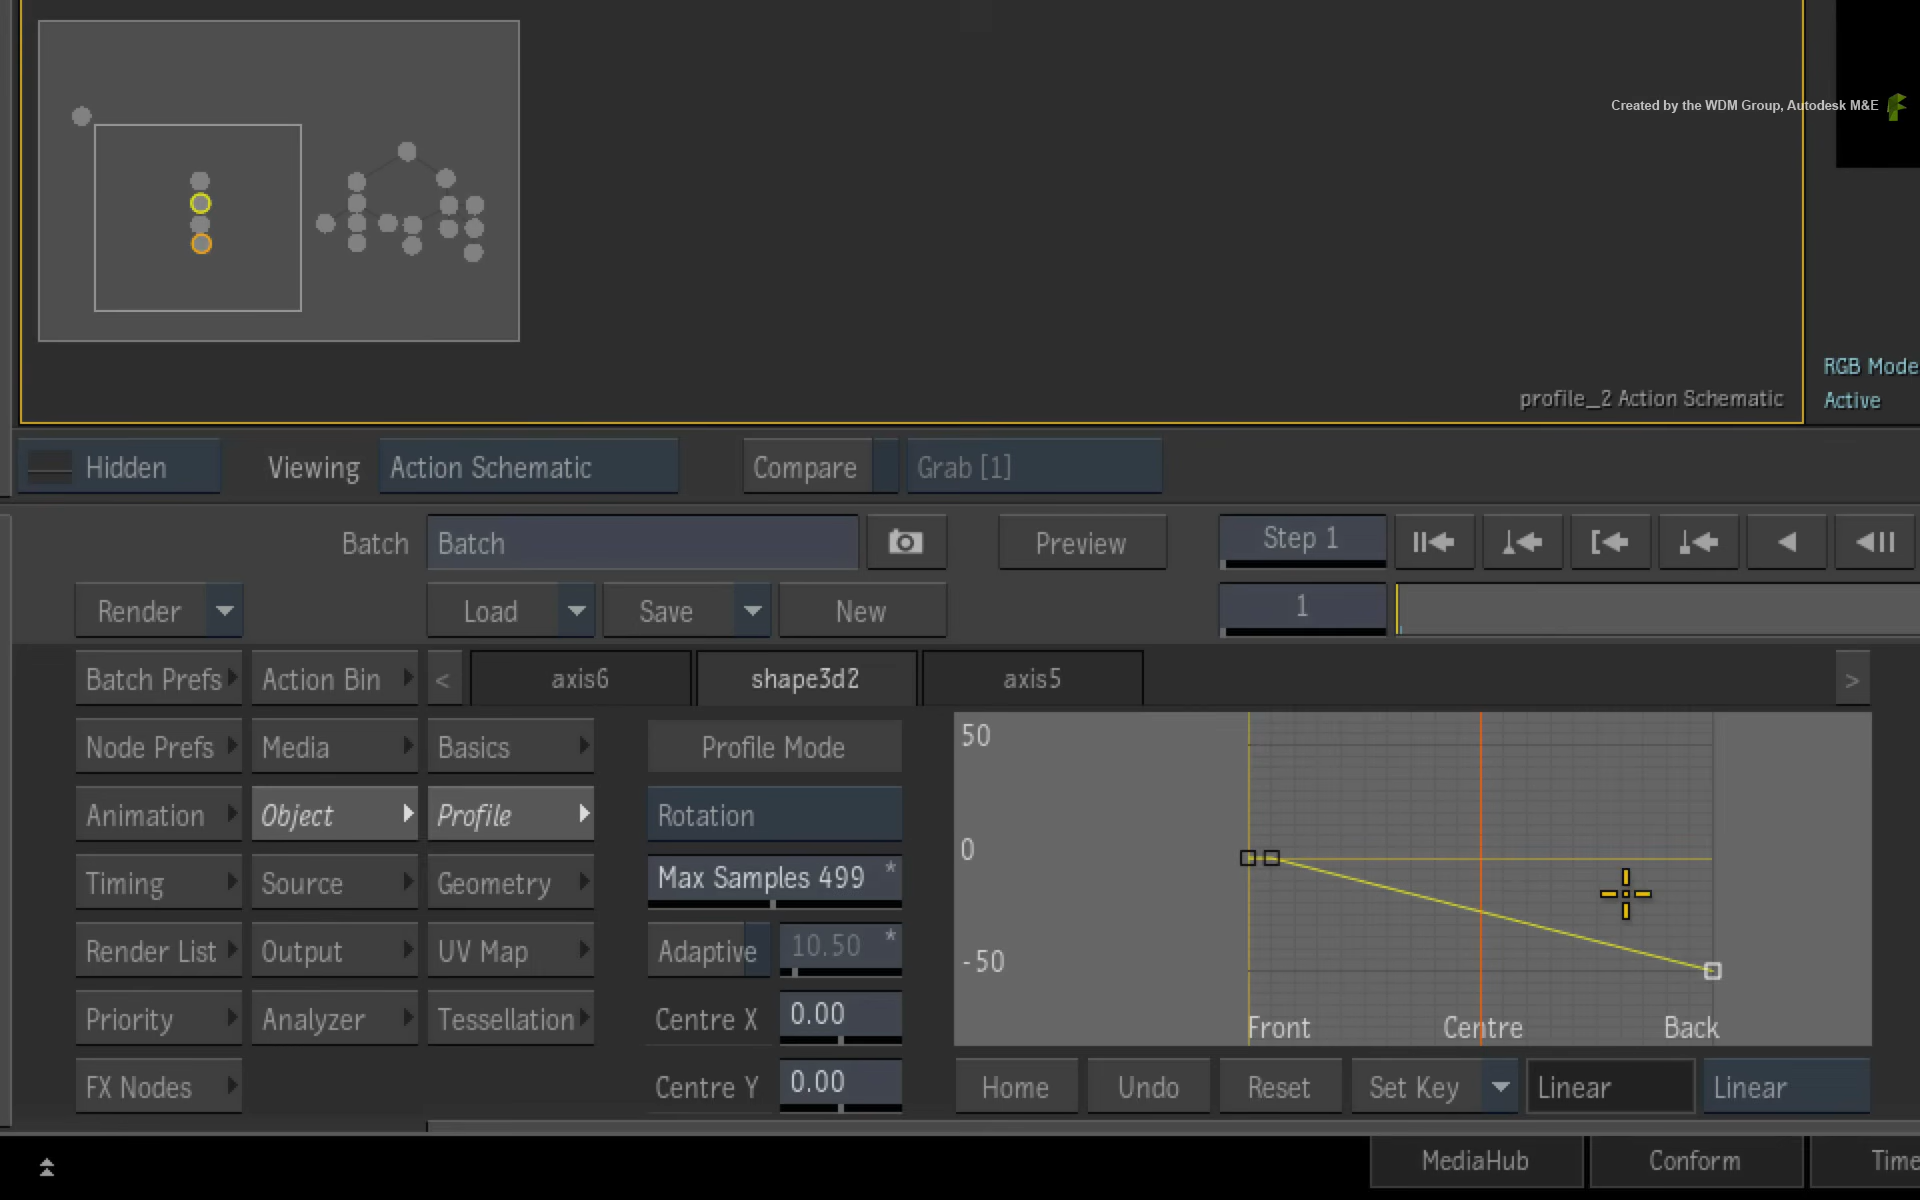 Created by the WDM Group, Autodesk M&E
RGB Mode
profile_2 Action Schematic
Active
Hidden
Viewing
Action Schematic
Compare
Grab [1]
Batch
Batch
Preview
Step 1
Render
Load
Save
New
1
Batch Prefs
Action Bin
<
axis6
shape3d2
axis5
>
Node Prefs
Media
Basics
Profile Mode
50
Animation
Object
Profile
Rotation
0
Timing
Source
Geometry
Max Samples 499 *
Render List
Output
UV Map
Adaptive
10.50 *
-50
Priority
Analyzer
Tessellation
Centre X
0.00
Front
Centre
Back
FX Nodes
Centre Y
0.00
Home
Undo
Reset
Set Key
Linear
Linear
MediaHub
Conform
Time